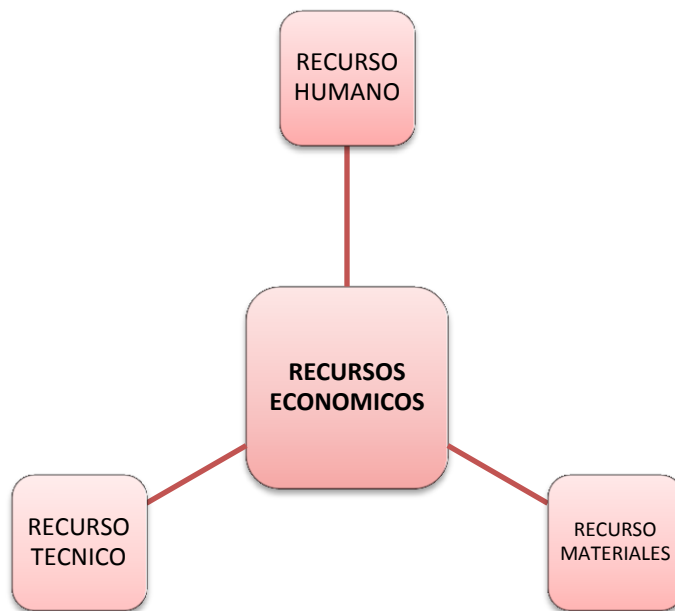 RECURSO
HUMANO
RECURSOS
ECONOMICOS
RECURSO
TECNICO
RECURSO
MATERIALES